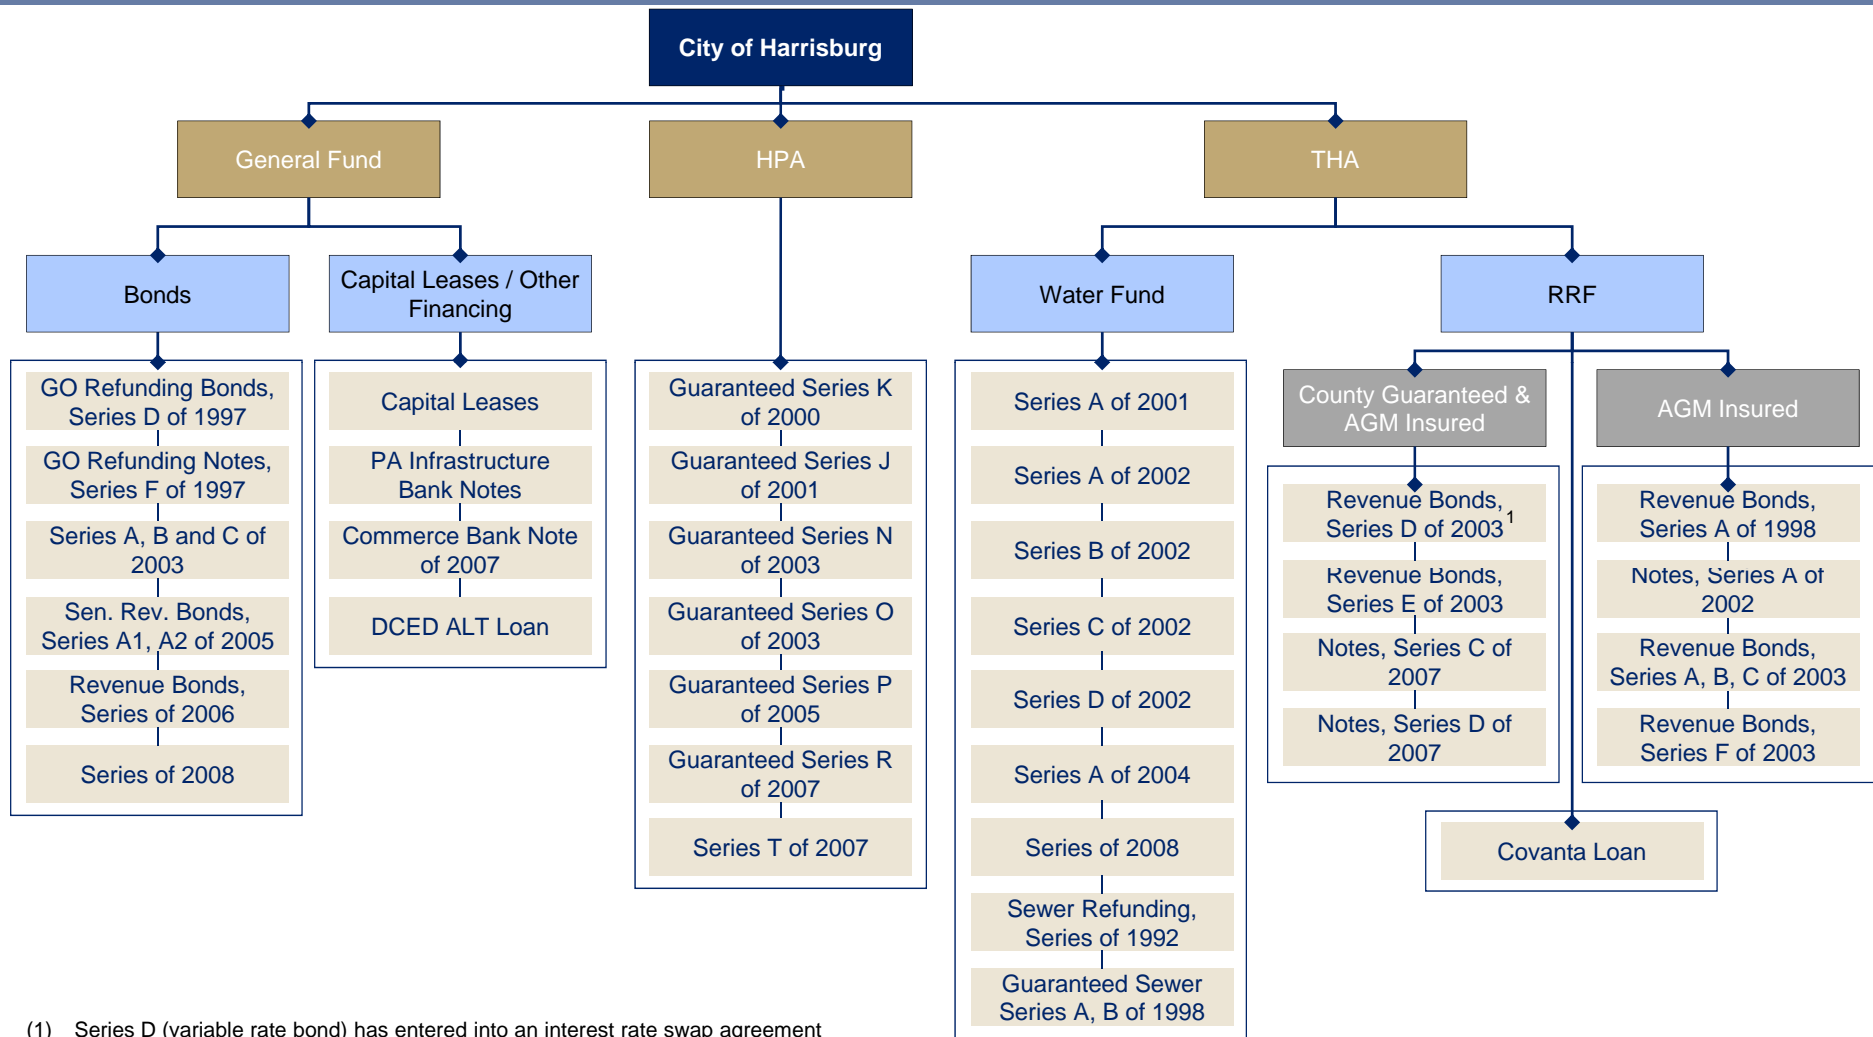 City of Harrisburg
General Fund
HPA
THA
Bonds
Capital Leases / Other
Financing
Water Fund
RRF
GO Refunding Bonds,
Series D of 1997
GO Refunding Notes,
Series F of 1997
Series A, B and C of
2003
Sen. Rev. Bonds,
Series A1, A2 of 2005
Revenue Bonds,
Series of 2006
Series of 2008
Capital Leases
PA Infrastructure
Bank Notes
Commerce Bank Note
of 2007
DCED ALT Loan
Guaranteed Series K
of 2000
Guaranteed Series J
of 2001
Guaranteed Series N
of 2003
Guaranteed Series O
of 2003
Guaranteed Series P
of 2005
Guaranteed Series R
of 2007
Series T of 2007
Series A of 2001
Series A of 2002
Series B of 2002
Series C of 2002
Series D of 2002
Series A of 2004
Series of 2008
Sewer Refunding,
Series of 1992
Guaranteed Sewer
Series A, B of 1998
County Guaranteed &
AGM Insured
Revenue Bonds,
Series D of 2003 1
Revenue Bonds,
Series E of 2003
Notes, Series C of
2007
Notes, Series D of
2007
AGM Insured
Revenue Bonds,
Series A of 1998
Notes, Series A of
2002
Revenue Bonds,
Series A, B, C of 2003
Revenue Bonds,
Series F of 2003
Covanta Loan
(1) Series D (variable rate bond) has entered into an interest rate swap agreement